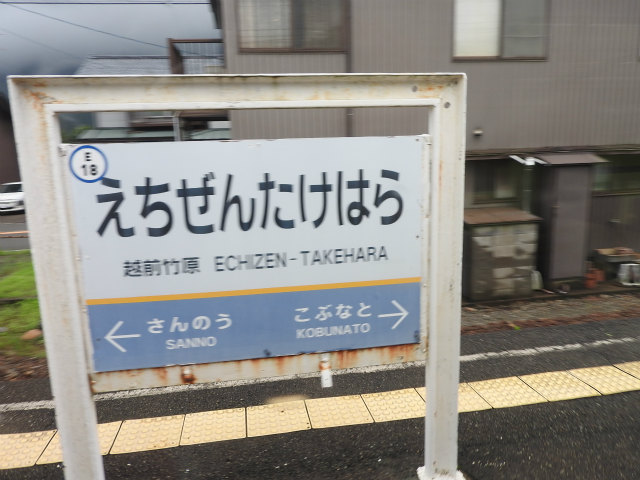 E
18
えちぜんたけはら
越前竹原 ECHIZEN-TAKEHARA
← さんのう こぶなと →
SANNO KOBUNATO